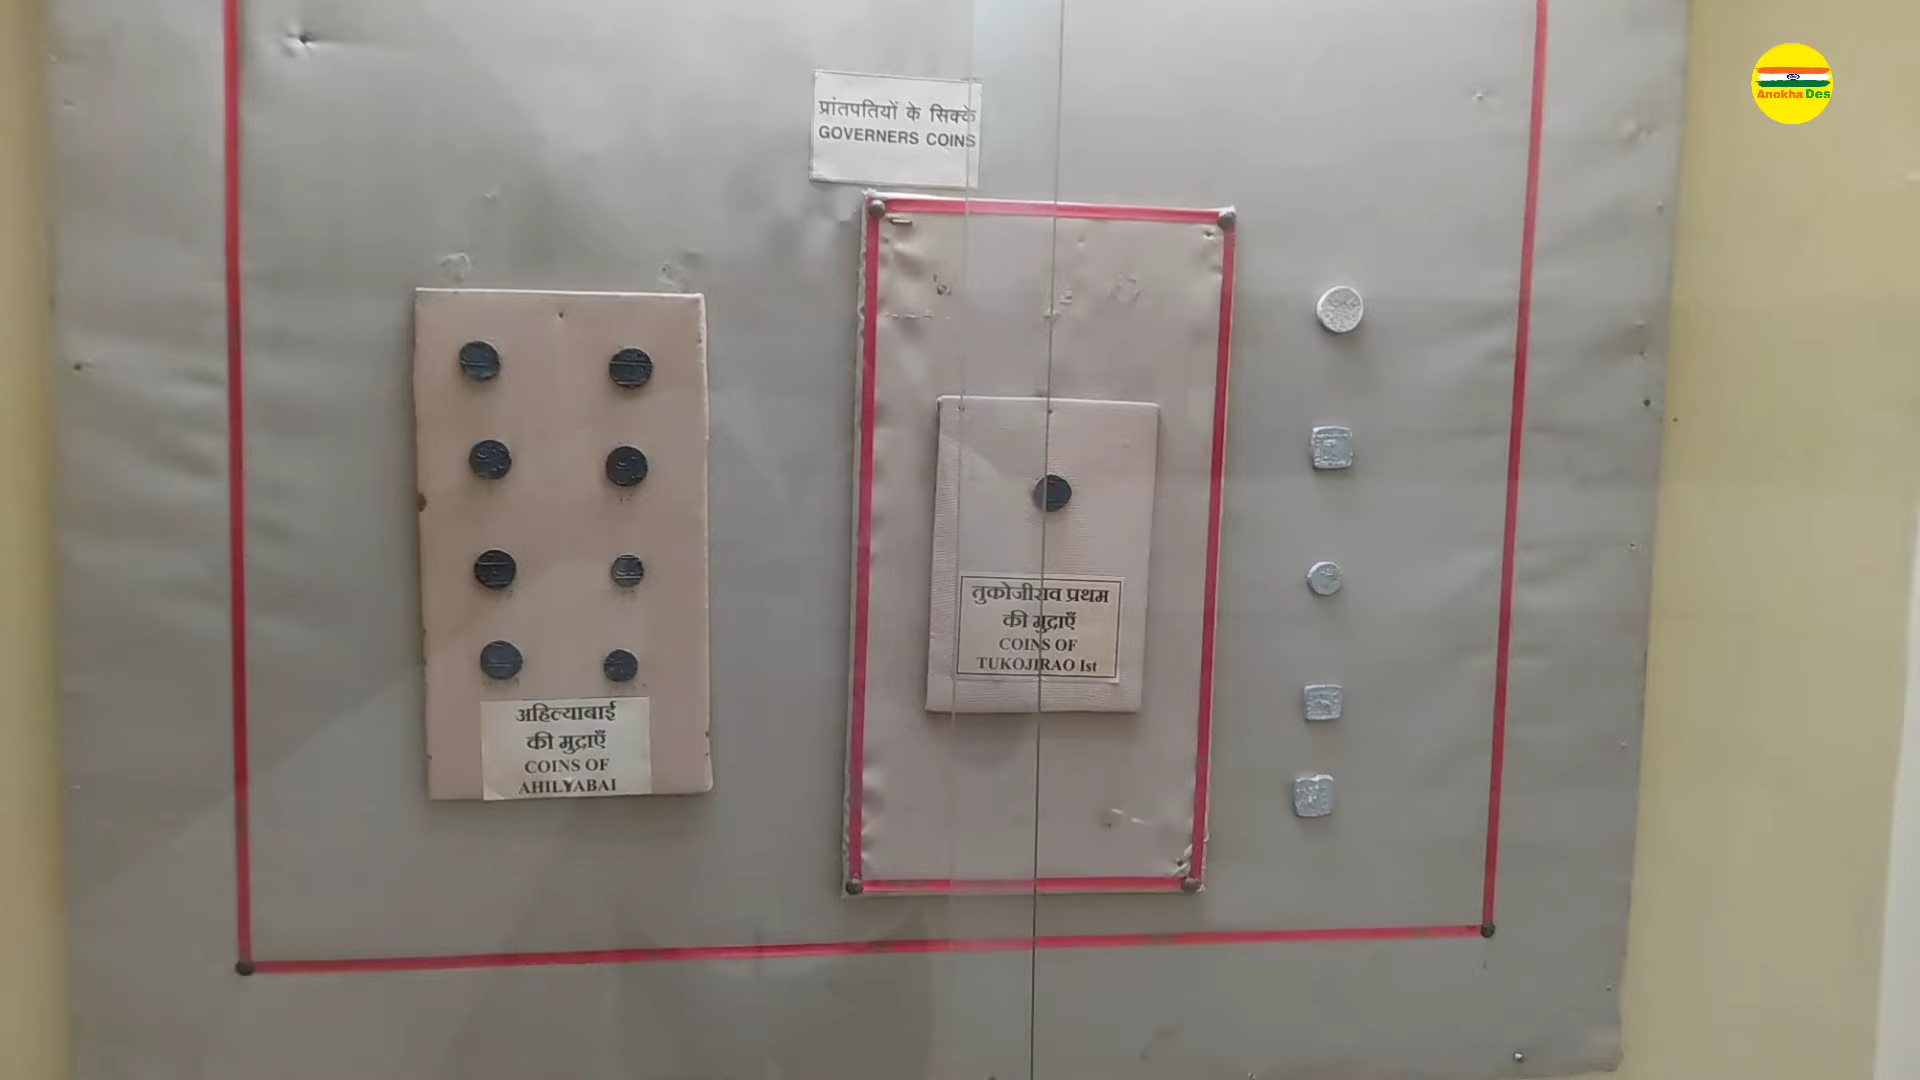 Anokha Des
प्रांतपतियों के सिक्के
GOVERNERS COINS
तुकोजीराव प्रथम
की मुद्राएँ
COINS OF
TUKOJIRAO Ist
अहिल्याबाई
की मुद्राएँ
COINS OF
AHILYABAI